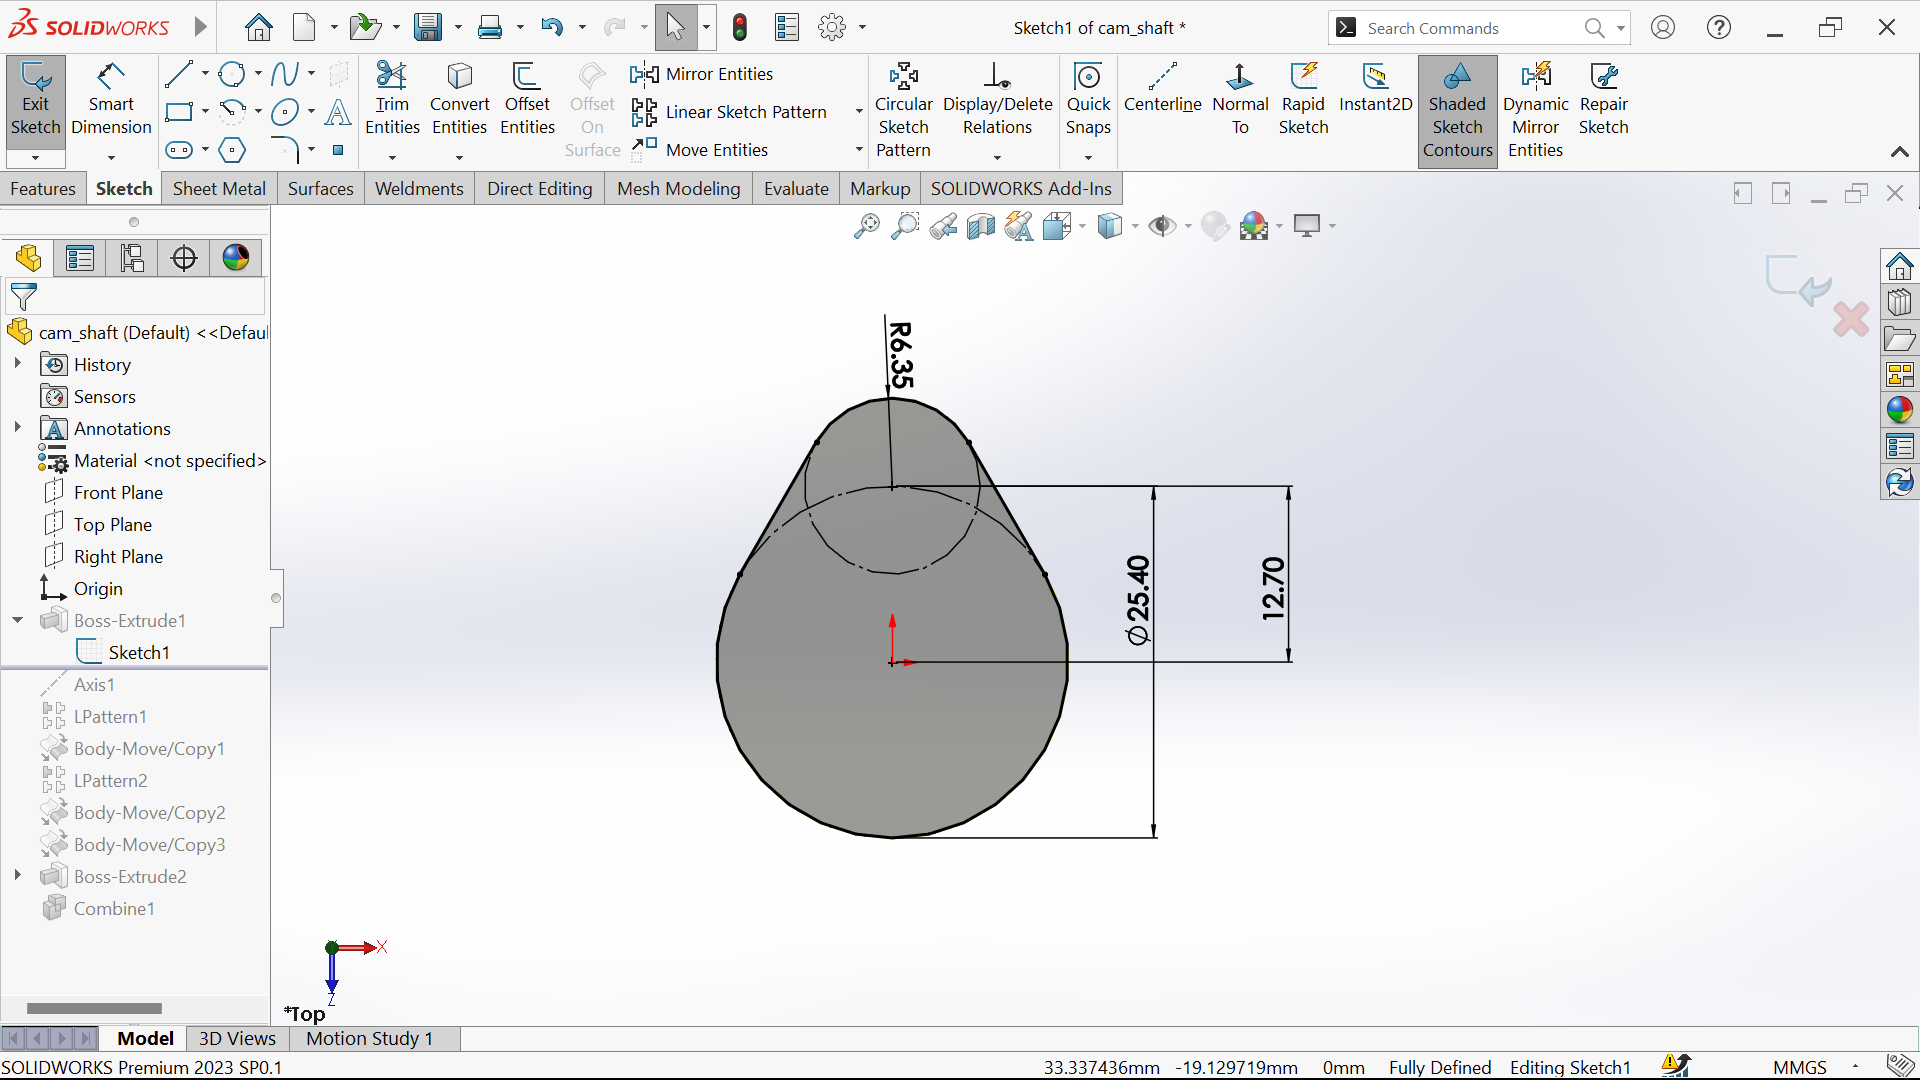 SOLIDWORKS
Sketch1 of cam_shaft *
Search Commands
Exit Sketch
Smart Dimension
Trim Entities
Convert Entities
Offset Entities
Offset On Surface
Mirror Entities
Linear Sketch Pattern
Move Entities
Circular Sketch Pattern
Display/Delete Relations
Quick Snaps
Centerline
Normal To
Rapid Sketch
Instant2D
Shaded Sketch Contours
Dynamic Mirror Entities
Repair Sketch
Features
Sketch
Sheet Metal
Surfaces
Weldments
Direct Editing
Mesh Modeling
Evaluate
Markup
SOLIDWORKS Add-Ins
cam_shaft (Default) <<Defaul
History
Sensors
Annotations
Material <not specified>
Front Plane
Top Plane
Right Plane
Origin
Boss-Extrude1
Sketch1
Axis1
LPattern1
Body-Move/Copy1
LPattern2
Body-Move/Copy2
Body-Move/Copy3
Boss-Extrude2
Combine1
R6.35
Ø25.40
12.70
X
Z
*Top
Model
3D Views
Motion Study 1
SOLIDWORKS Premium 2023 SP0.1
33.337436mm
-19.129719mm
0mm
Fully Defined
Editing Sketch1
MMGS